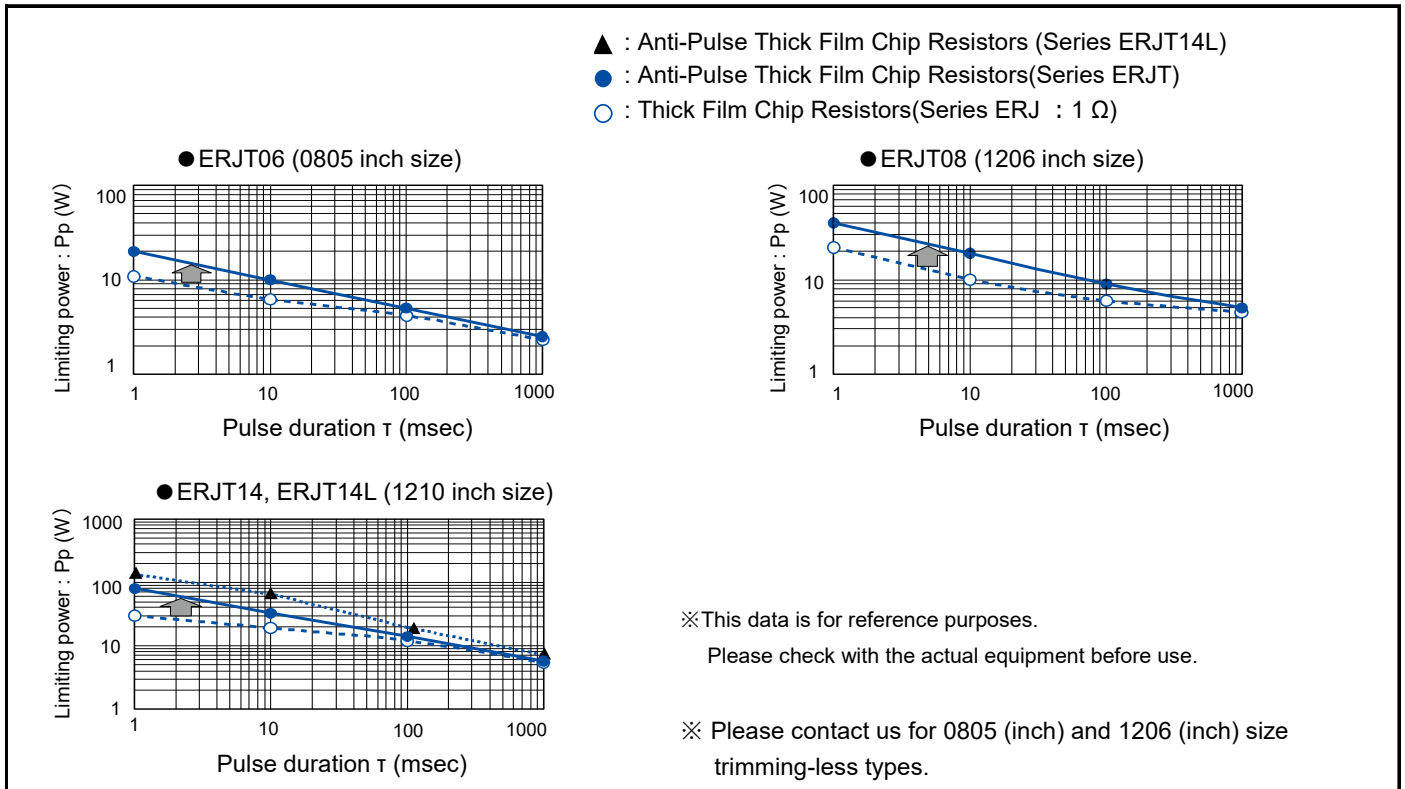 ▲ : Anti-Pulse Thick Film Chip Resistors (Series ERJT14L)
● : Anti-Pulse Thick Film Chip Resistors(Series ERJT)
○ : Thick Film Chip Resistors(Series ERJ : 1 Ω)
●ERJT06 (0805 inch size)
Limiting power : Pp (W)
100
10
1
1 10 100 1000
Pulse duration τ (msec)
●ERJT08 (1206 inch size)
Limiting power : Pp (W)
100
10
1
1 10 100 1000
Pulse duration τ (msec)
●ERJT14, ERJT14L (1210 inch size)
Limiting power : Pp (W)
1000
100
10
1
1 10 100 1000
Pulse duration τ (msec)
※This data is for reference purposes.
Please check with the actual equipment before use.
※ Please contact us for 0805 (inch) and 1206 (inch) size
trimming-less types.